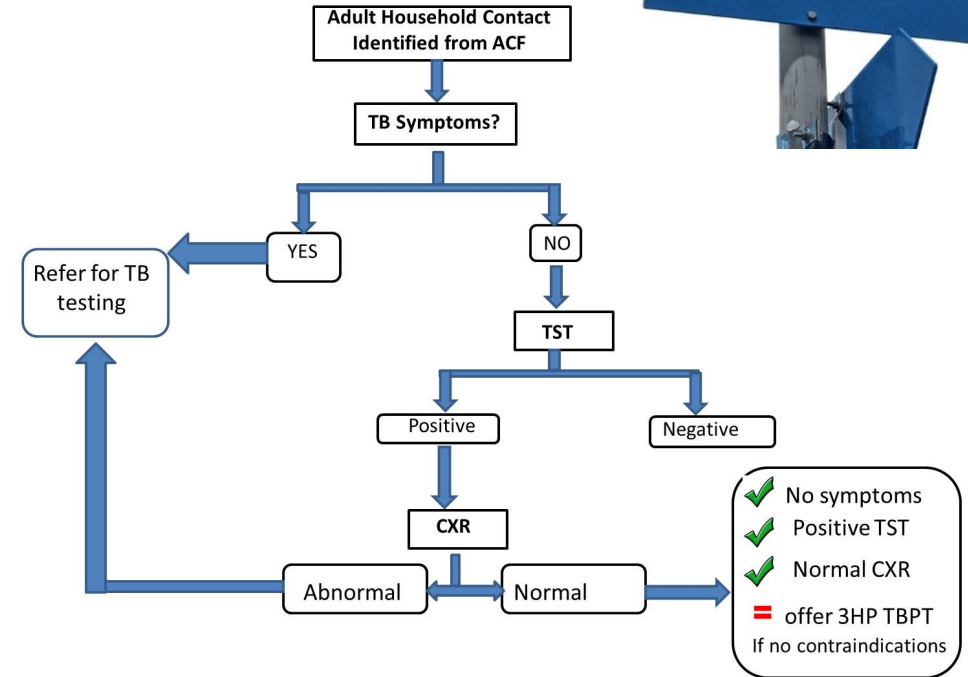 Adult Household Contact
Identified from ACF
TB Symptoms?
YES
NO
Refer for TB
testing
TST
Positive
Negative
CXR
Abnormal
Normal
No symptoms
Positive TST
Normal CXR
= offer 3HP TBPT
If no contraindications